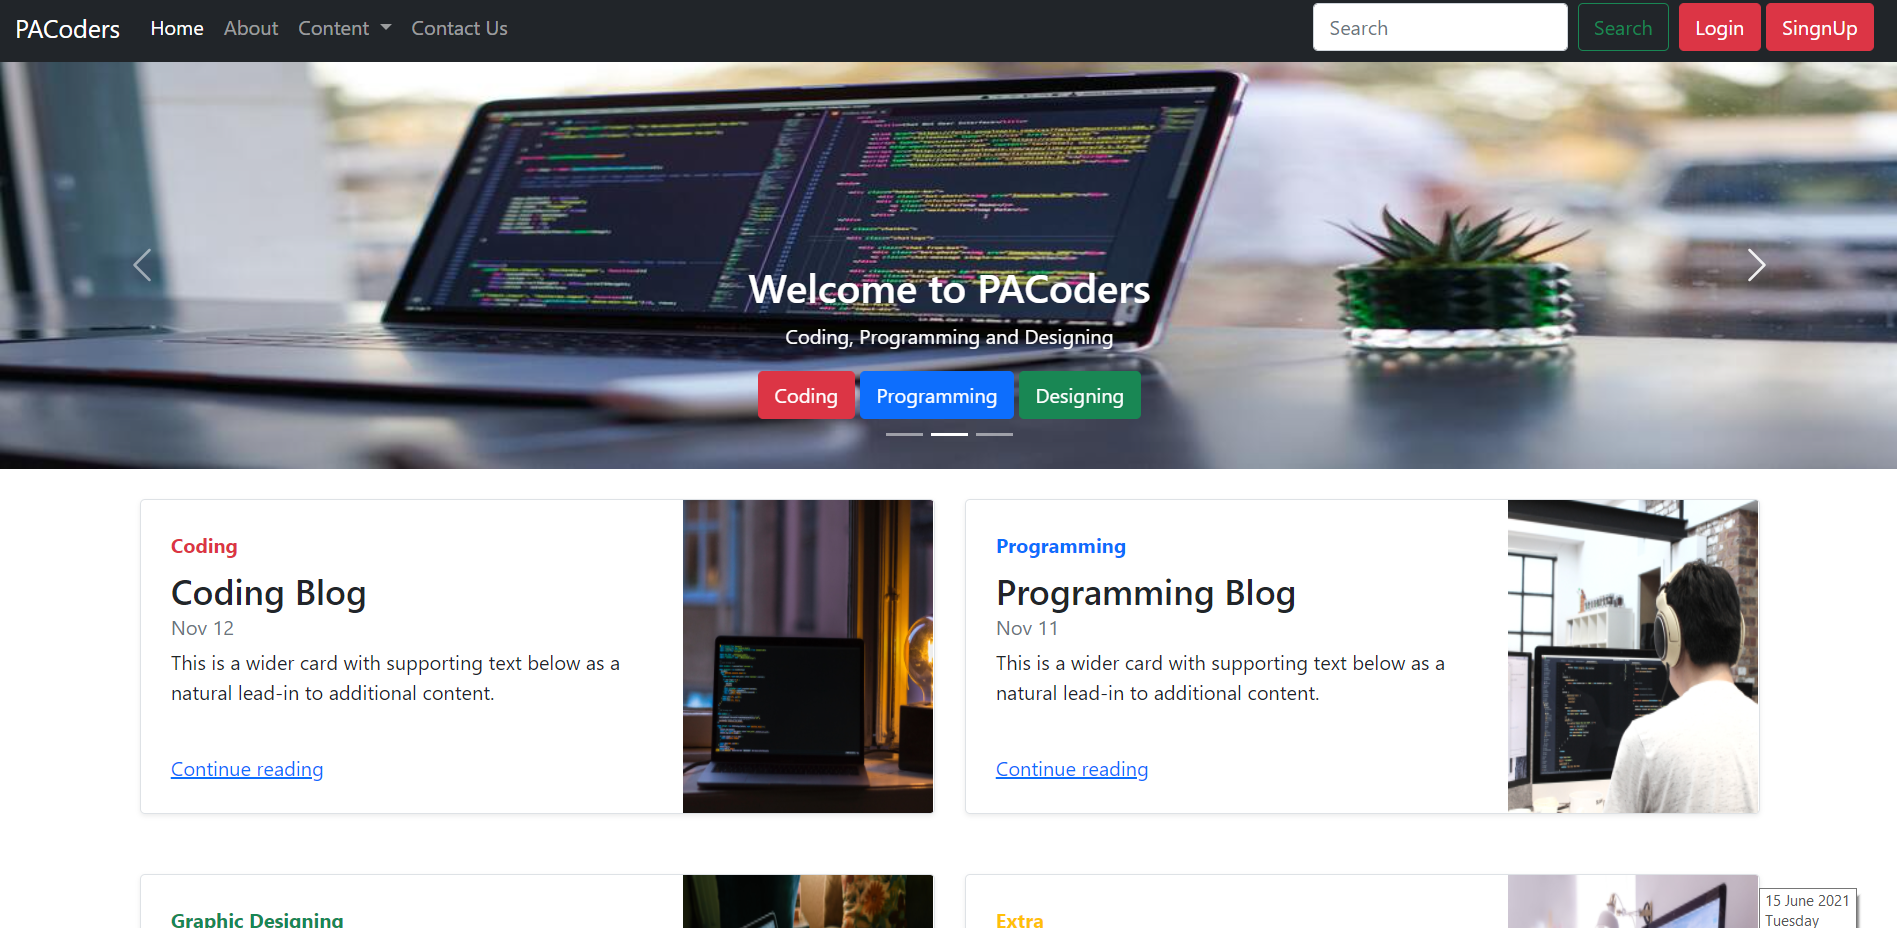 PACoders Home About Content Contact Us Search Search Login SingnUp
Welcome to PACoders
Coding, Programming and Designing
Coding Programming Designing
Coding
Coding Blog
Nov 12
This is a wider card with supporting text below as a
natural lead-in to additional content.
Continue reading
Programming
Programming Blog
Nov 11
This is a wider card with supporting text below as a
natural lead-in to additional content.
Continue reading
Graphic Designing
Extra
15 June 2021
Tuesday